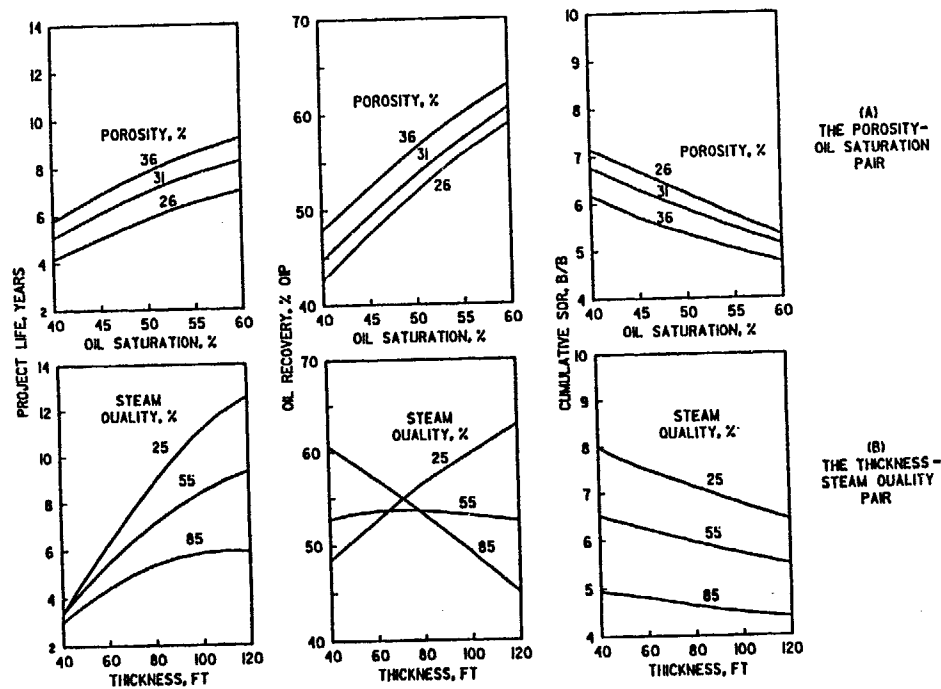 14
12
10
8
6
4
2
PROJECT LIFE, YEARS
POROSITY, %
36
31
26
40 45 50 55 60
OIL SATURATION, %
70
60
50
40
OIL RECOVERY, % OIP
POROSITY, %
36
31
26
40 45 50 55 60
OIL SATURATION, %
10
9
8
7
6
5
4
CUMULATIVE SOR, B/B
POROSITY, %
26
31
36
40 45 50 55 60
OIL SATURATION, %
(A)
THE POROSITY-
OIL SATURATION
PAIR
14
12
10
8
6
4
2
STEAM
QUALITY, %
25
55
85
40 60 80 100 120
THICKNESS, FT
70
60
50
40
STEAM
QUALITY, %
25
55
85
40 60 80 100 120
THICKNESS, FT
10
9
8
7
6
5
4
STEAM
QUALITY, %
25
55
85
40 60 80 100 120
THICKNESS, FT
(B)
THE THICKNESS-
STEAM QUALITY
PAIR